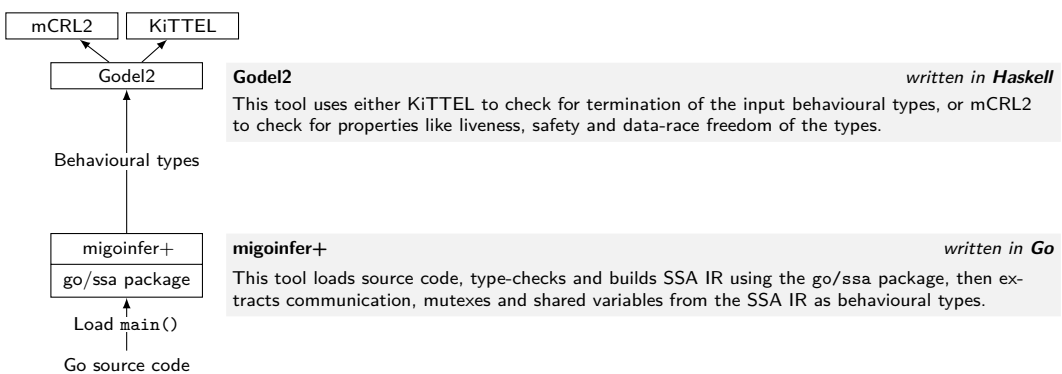 mCRL2 KiTTEL
Godel2
Godel2 written in Haskell
This tool uses either KiTTEL to check for termination of the input behavioural types, or mCRL2
to check for properties like liveness, safety and data-race freedom of the types.
Behavioural types
migoinfer+
migoinfer+ written in Go
go/ssa package
This tool loads source code, type-checks and builds SSA IR using the go/ssa package, then ex-
tracts communication, mutexes and shared variables from the SSA IR as behavioural types.
Load main()
Go source code